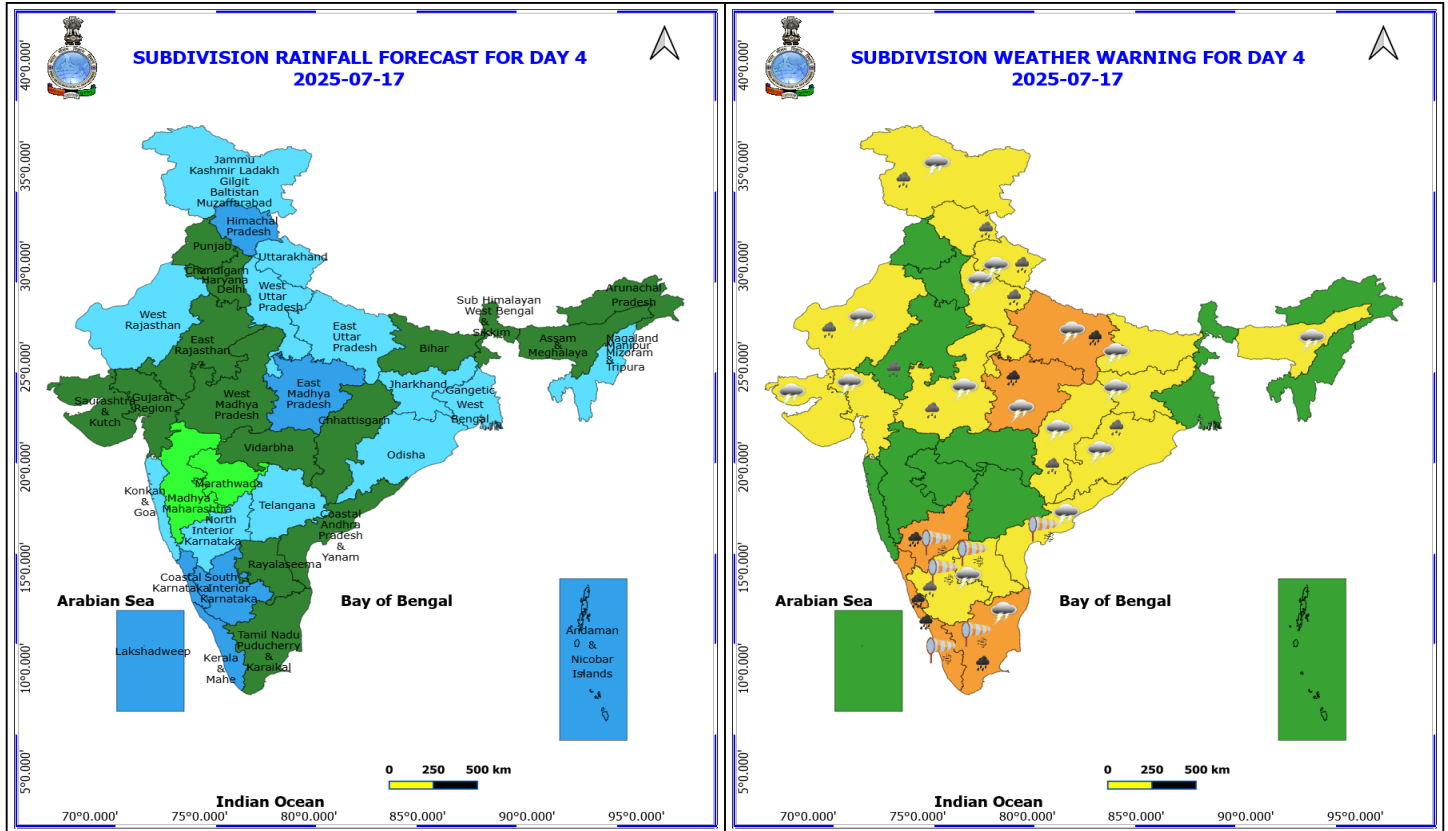 SUBDIVISION RAINFALL FORECAST FOR DAY 4
2025-07-17
40°0.000'
35°0.000'
30°0.000'
25°0.000'
20°0.000'
15°0.000'
10°0.000'
5°0.000'
Jammu
Kashmir Ladakh
Gilgit
Baltistan
Muzaffarabad
Himachal
Pradesh
Punjab
Uttarakhand
Chandigarh
Haryana
Delhi
West
Uttar
Pradesh
West
Rajasthan
East
Rajasthan
East
Uttar
Pradesh
Sub Himalayan
West Bengal
&
Sikkim
Arunachal
Pradesh
Assam
&
Meghalaya
Nagaland
Manipur
Mizoram
&
Tripura
Bihar
Jharkhand
Gangetic
West
Bengal
Saurashtra
&
Kutch
Gujarat
Region
West
Madhya
Pradesh
East
Madhya
Pradesh
Chhattisgarh
Vidarbha
Odisha
Konkan
&
Goa
Madhya
Maharashtra
Marathwada
Telangana
North
Interior
Karnataka
Coastal
Andhra
Pradesh
&
Yanam
Rayalaseema
Coastal
Karnataka
South
Interior
Karnataka
Tamil Nadu
Puducherry
&
Karaikal
Kerala
&
Mahe
Lakshadweep
Andaman
&
Nicobar
Islands
Arabian Sea
Bay of Bengal
Indian Ocean
0 250 500 km
70°0.000' 75°0.000' 80°0.000' 85°0.000' 90°0.000' 95°0.000'
SUBDIVISION WEATHER WARNING FOR DAY 4
2025-07-17
40°0.000'
35°0.000'
30°0.000'
25°0.000'
20°0.000'
15°0.000'
10°0.000'
5°0.000'
Arabian Sea
Bay of Bengal
Indian Ocean
0 250 500 km
70°0.000' 75°0.000' 80°0.000' 85°0.000' 90°0.000' 95°0.000'